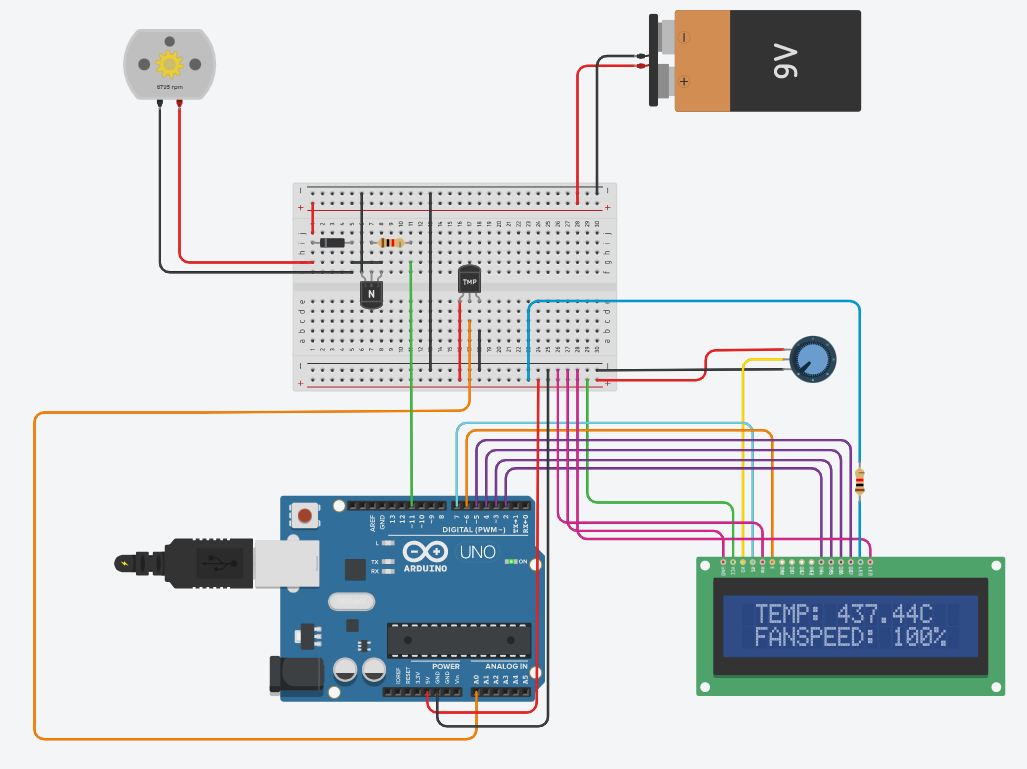 6793 rpm
9V
N
TMP
7
~6
~5
4
~3
2
TX→1
RX←0
AREF
GND
13
12
~11
~10
~9
8
DIGITAL (PWM~)
L
TX
RX
UNO
ARDUINO
ON
POWER
ANALOG IN
IOREF
RESET
3.3V
5V
GND
GND
Vin
A0
A1
A2
A3
A4
A5
TEMP: 437.44C
FANSPEED: 100%